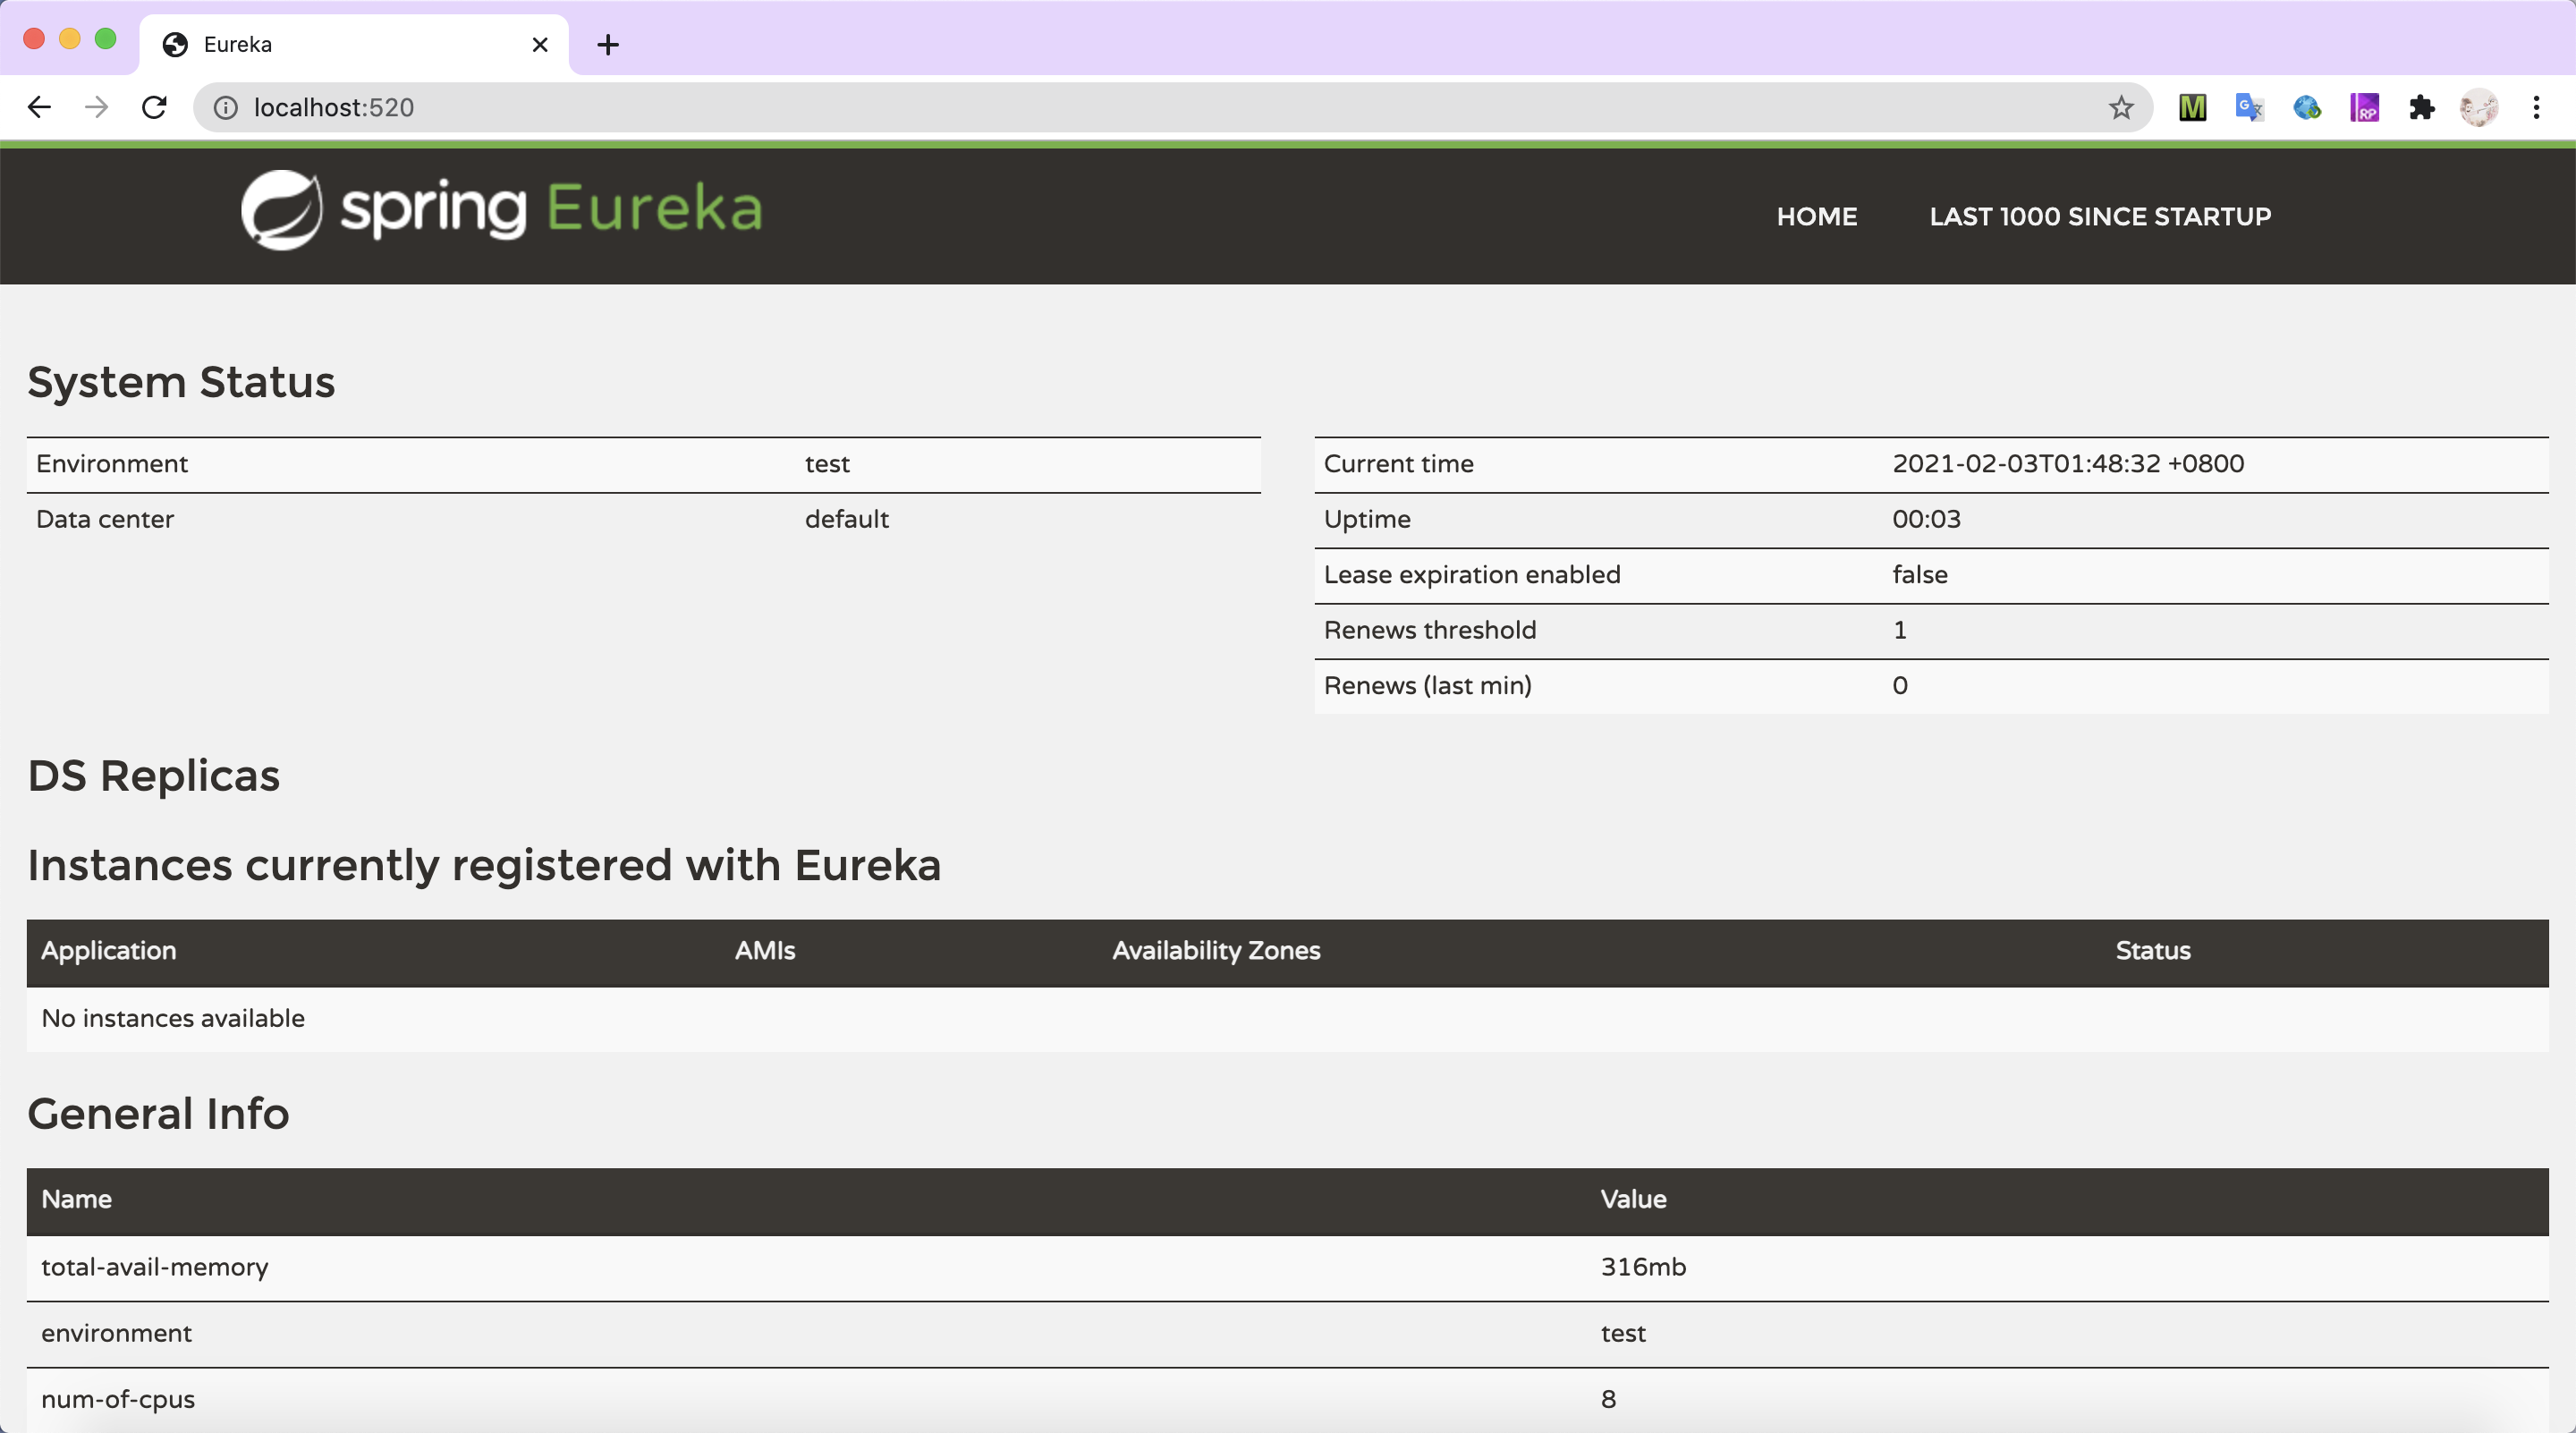 Eureka
localhost:520
spring Eureka
HOME LAST 1000 SINCE STARTUP
System Status
Environment test
Data center default
Current time 2021-02-03T01:48:32 +0800
Uptime 00:03
Lease expiration enabled false
Renews threshold 1
Renews (last min) 0
DS Replicas
Instances currently registered with Eureka
Application AMIs Availability Zones Status
No instances available
General Info
Name Value
total-avail-memory 316mb
environment test
num-of-cpus 8